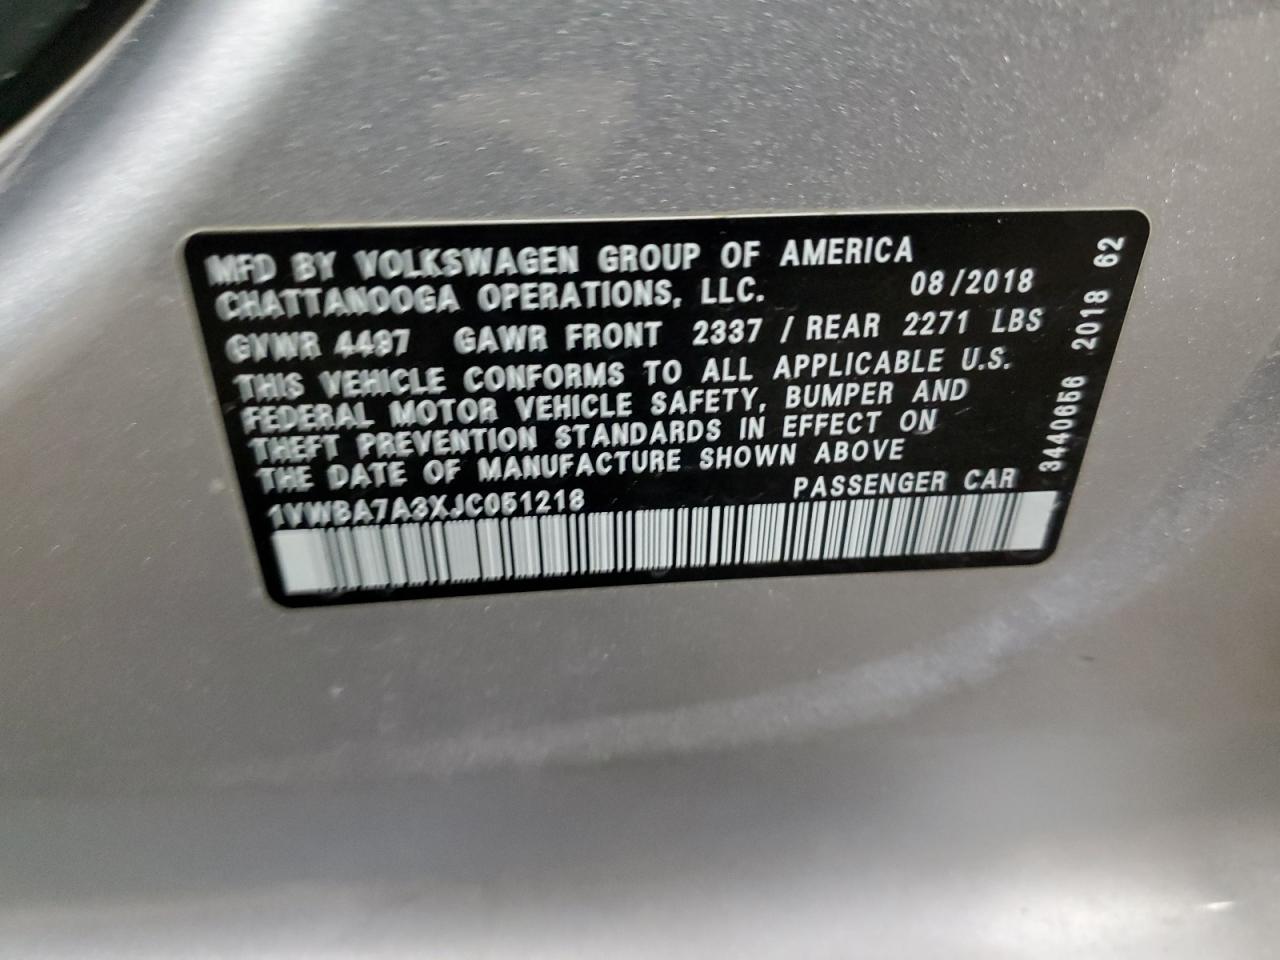 MFD BY VOLKSWAGEN GROUP OF AMERICA
CHATTANOOGA OPERATIONS, LLC. 08/2018
GVWR 4497 GAWR FRONT 2337 / REAR 2271 LBS
THIS VEHICLE CONFORMS TO ALL APPLICABLE U.S.
FEDERAL MOTOR VEHICLE SAFETY, BUMPER AND
THEFT PREVENTION STANDARDS IN EFFECT ON
THE DATE OF MANUFACTURE SHOWN ABOVE
1VWBA7A3XJC051218 PASSENGER CAR
3440656 2018 62